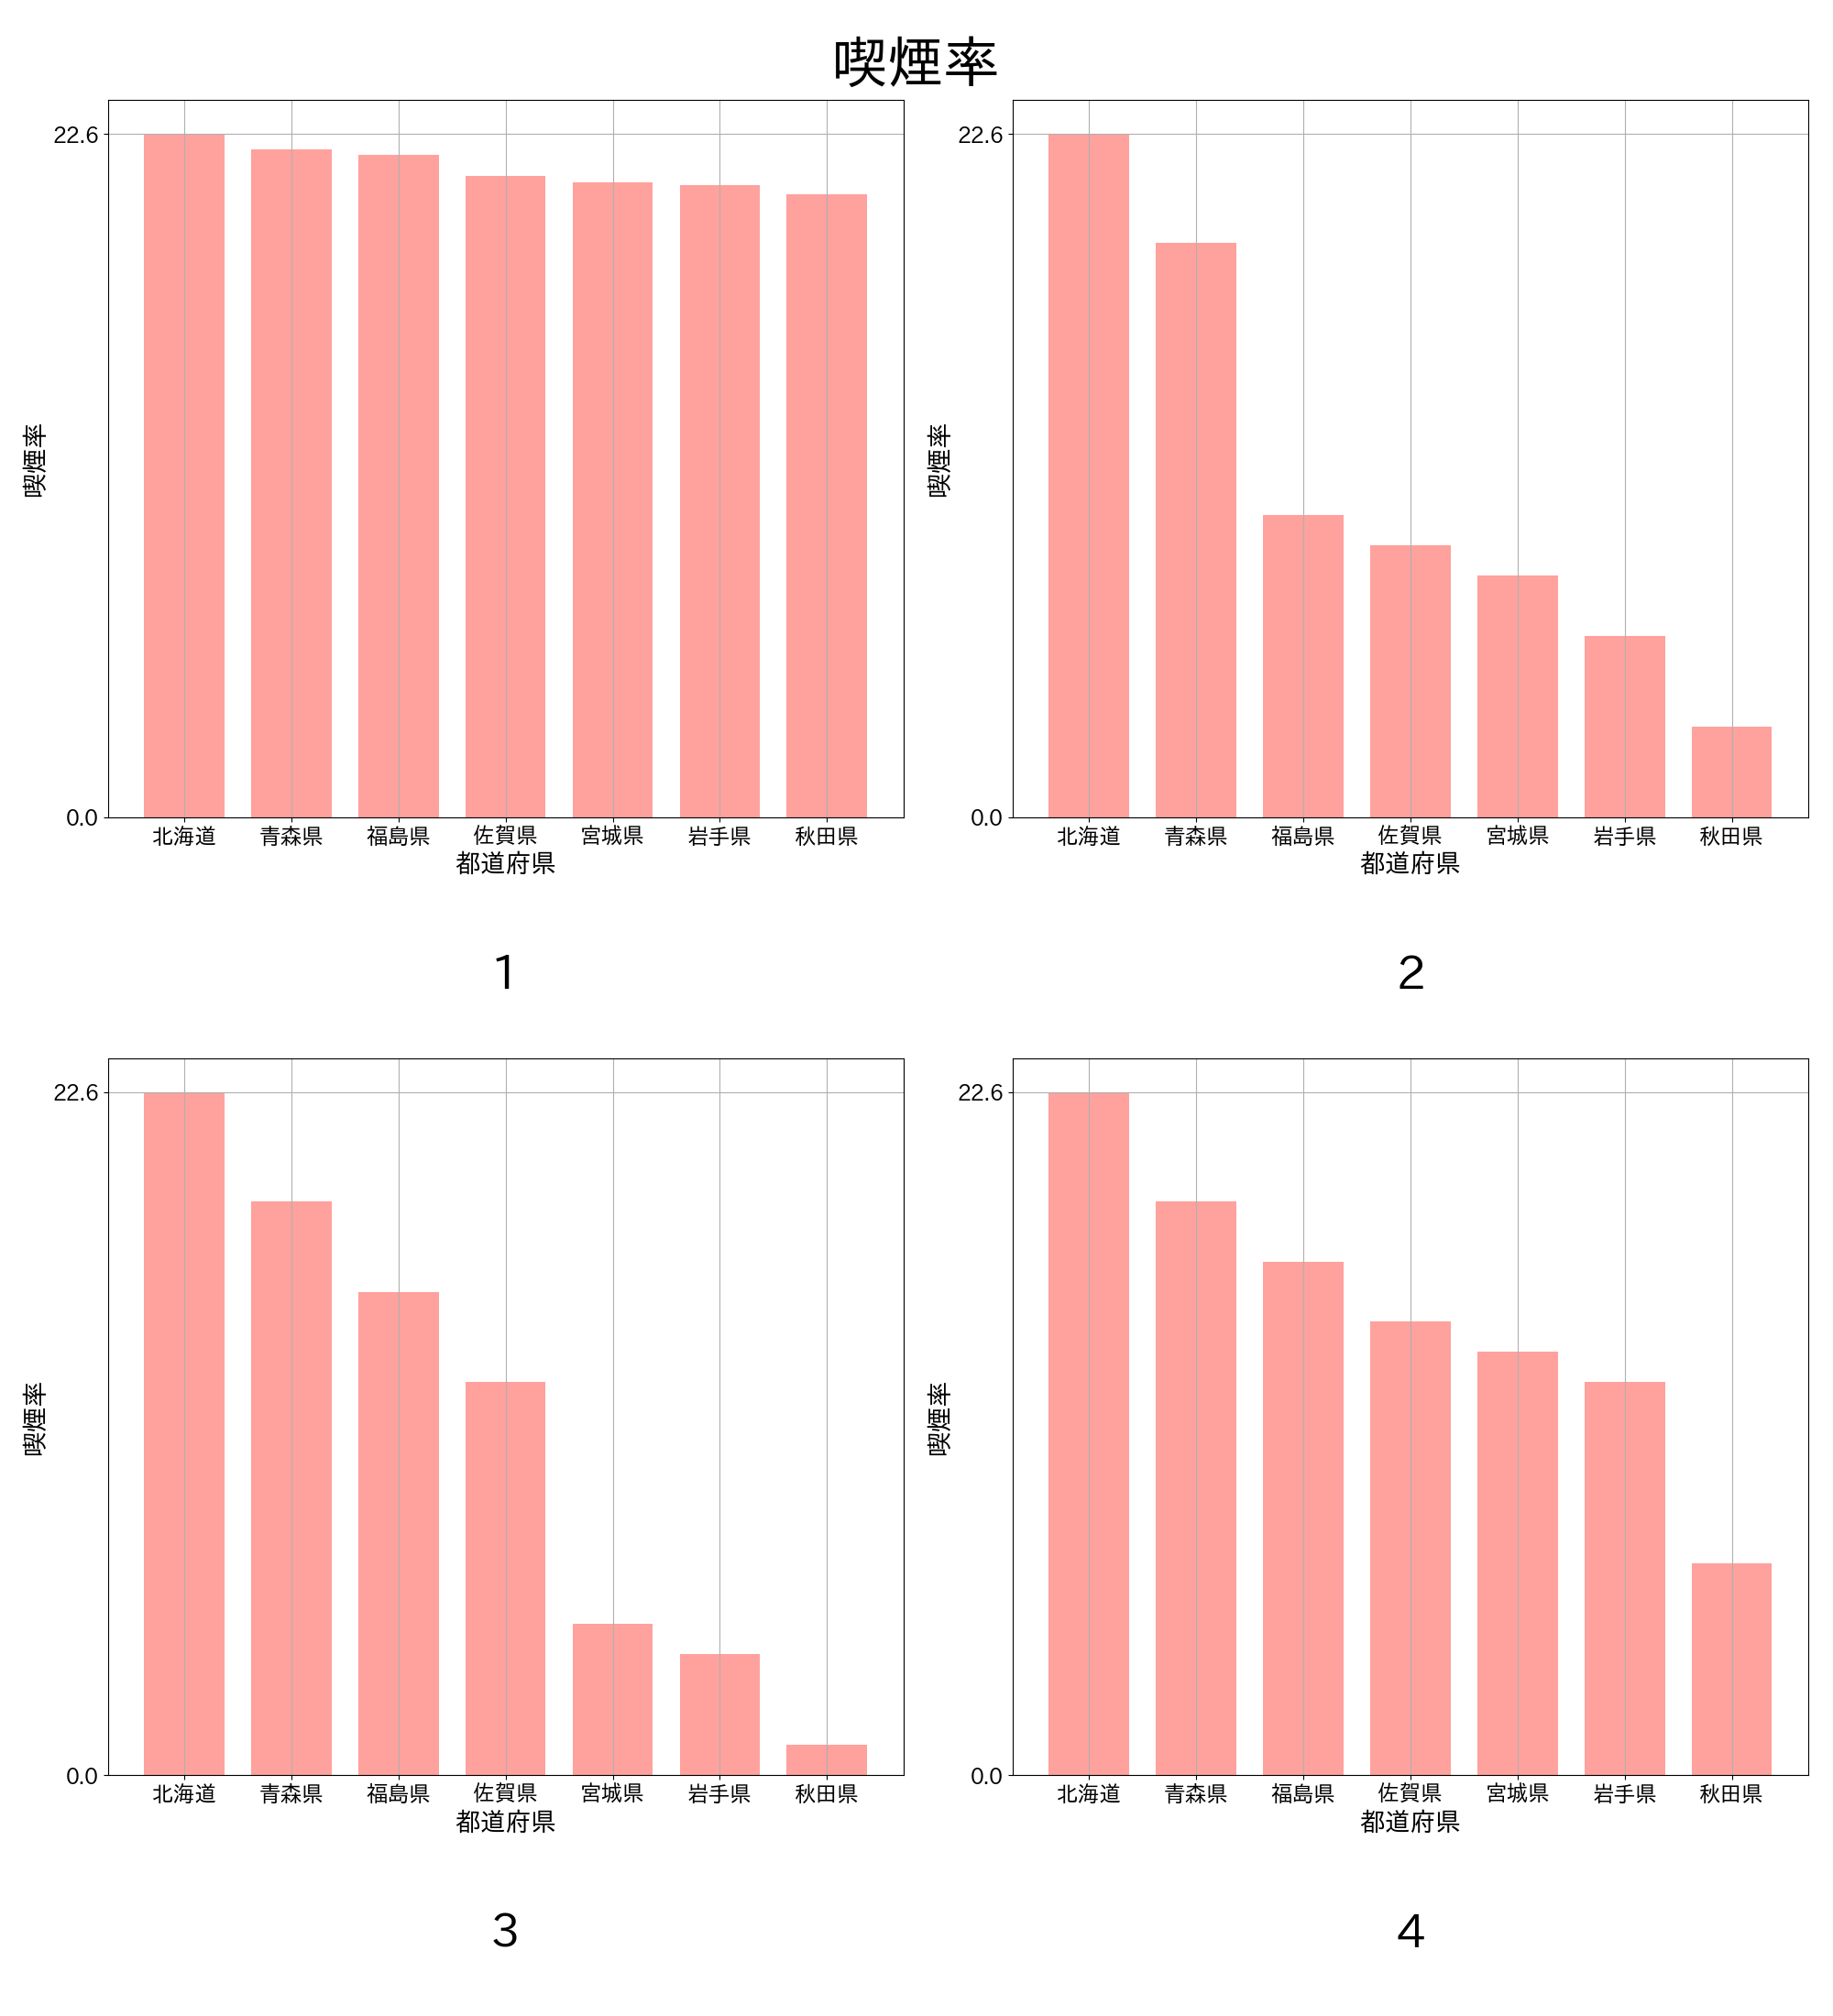 喫煙率
22.6
喫煙率
0.0
北海道 青森県 福島県 佐賀県 宮城県 岩手県 秋田県
都道府県
1
22.6
喫煙率
0.0
北海道 青森県 福島県 佐賀県 宮城県 岩手県 秋田県
都道府県
2
22.6
喫煙率
0.0
北海道 青森県 福島県 佐賀県 宮城県 岩手県 秋田県
都道府県
3
22.6
喫煙率
0.0
北海道 青森県 福島県 佐賀県 宮城県 岩手県 秋田県
都道府県
4